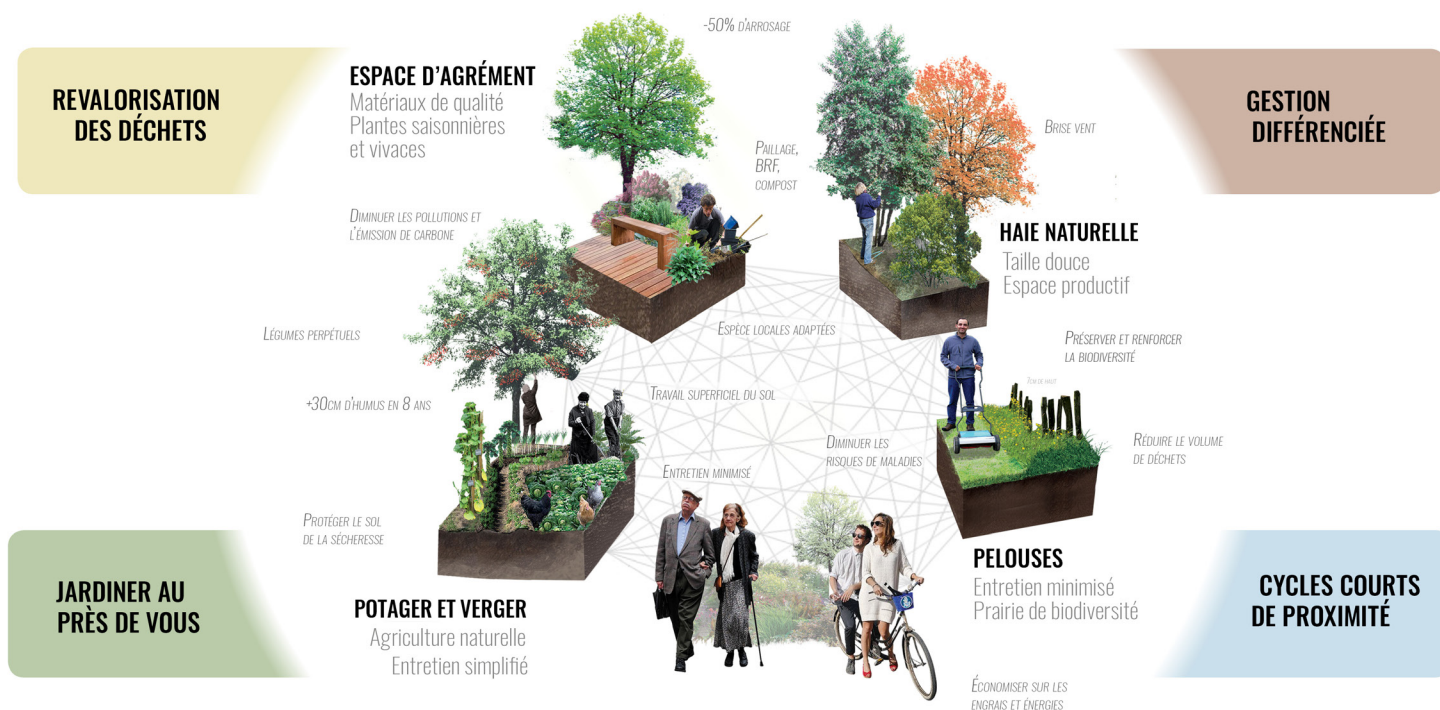 -50% D'ARROSAGE
REVALORISATION
DES DÉCHETS
ESPACE D'AGRÉMENT
Matériaux de qualité
Plantes saisonnières
et vivaces
GESTION
DIFFÉRENCIÉE
BRISE VENT
PAILLAGE,
BRF,
COMPOST
DIMINUER LES POLLUTIONS ET
L'ÉMISSION DE CARBONE
HAIE NATURELLE
Taille douce
Espace productif
LÉGUMES PERPÉTUELS
ESPÈCE LOCALES ADAPTÉES
PRÉSERVER ET RENFORCER
LA BIODIVERSITÉ
7CM DE HAUT
+30CM D'HUMUS EN 8 ANS
TRAVAIL SUPERFICIEL DU SOL
DIMINUER LES
RISQUES DE MALADIES
RÉDUIRE LE VOLUME
DE DÉCHETS
ENTRETIEN MINIMISÉ
PROTÉGER LE SOL
DE LA SÉCHERESSE
JARDINER AU
PRÈS DE VOUS
POTAGER ET VERGER
Agriculture naturelle
Entretien simplifié
PELOUSES
Entretien minimisé
Prairie de biodiversité
CYCLES COURTS
DE PROXIMITÉ
ÉCONOMISER SUR LES
ENGRAIS ET ÉNERGIES